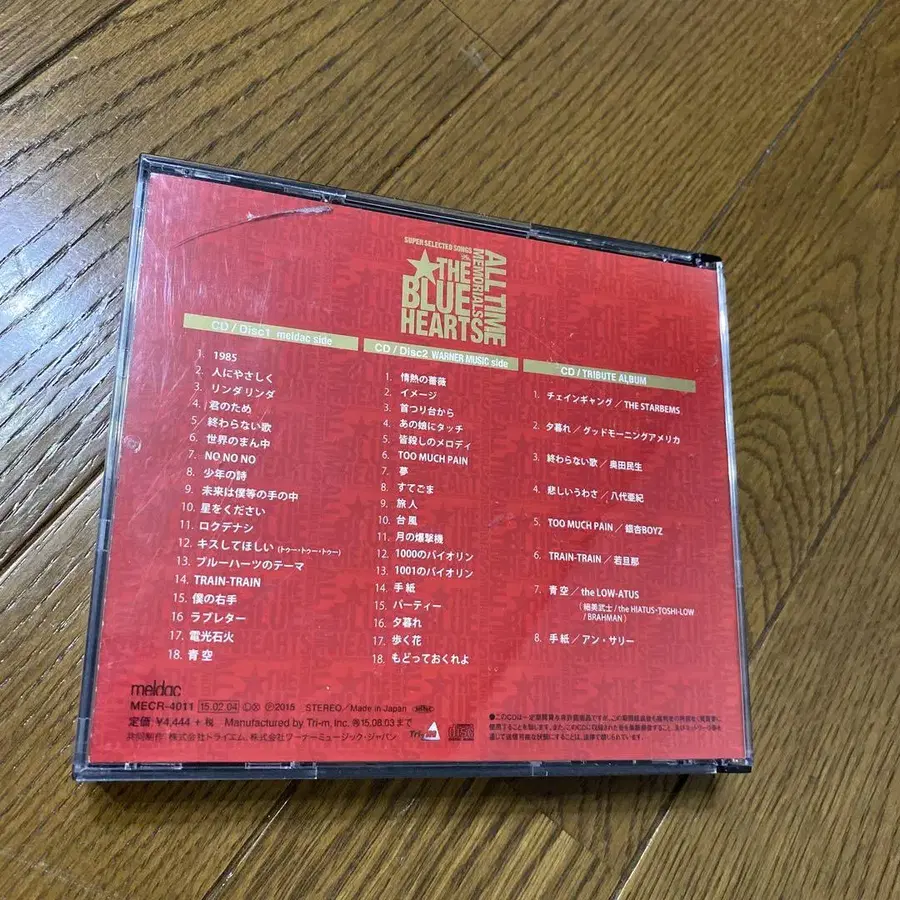 SUPER SELECTED SONGS
ALL TIME
MEMORIALS
★THE
BLUE
HEARTS
CD / Disc1 meldac side
1. 1985
2. 人にやさしく
3. リンダリンダ
4. 君のため
5. 終わらない歌
6. 世界のまん中
7. NO NO NO
8. 少年の詩
9. 未来は僕等の手の中
10. 星をください
11. ロクデナシ
12. キスしてほしい (トゥー・トゥー・トゥー)
13. ブルーハーツのテーマ
14. TRAIN-TRAIN
15. 僕の右手
16. ラブレター
17. 電光石火
18. 青空
CD / Disc2 WARNER MUSIC side
1. 情熱の薔薇
2. イメージ
3. 首つり台から
4. あの娘にタッチ
5. 皆殺しのメロディ
6. TOO MUCH PAIN
7. 夢
8. すてごま
9. 旅人
10. 台風
11. 月の爆撃機
12. 1000のバイオリン
13. 1001のバイオリン
14. 手紙
15. パーティー
16. 夕暮れ
17. 歩く花
18. もどっておくれよ
CD / TRIBUTE ALBUM
1. チェインギャング / THE STARBEMS
2. 夕暮れ / グッドモーニングアメリカ
3. 終わらない歌 / 奥田民生
4. 悲しいうわさ / 八代亜紀
5. TOO MUCH PAIN / 銀杏BOYZ
6. TRAIN-TRAIN / 若旦那
7. 青空 / the LOW-ATUS
(細美武士 / the HIATUS・TOSHI-LOW
/ BRAHMAN)
8. 手紙 / アン・サリー
meldac
MECR-4011 15.02.04 Ⓟ2015 STEREO / Made in Japan
定価 ¥4,444 + 税 Manufactured by Tri-m, Inc. 15.08.03まで
共同制作: 株式会社トライエム、株式会社ワーナーミュージック・ジャパン
Tri-m